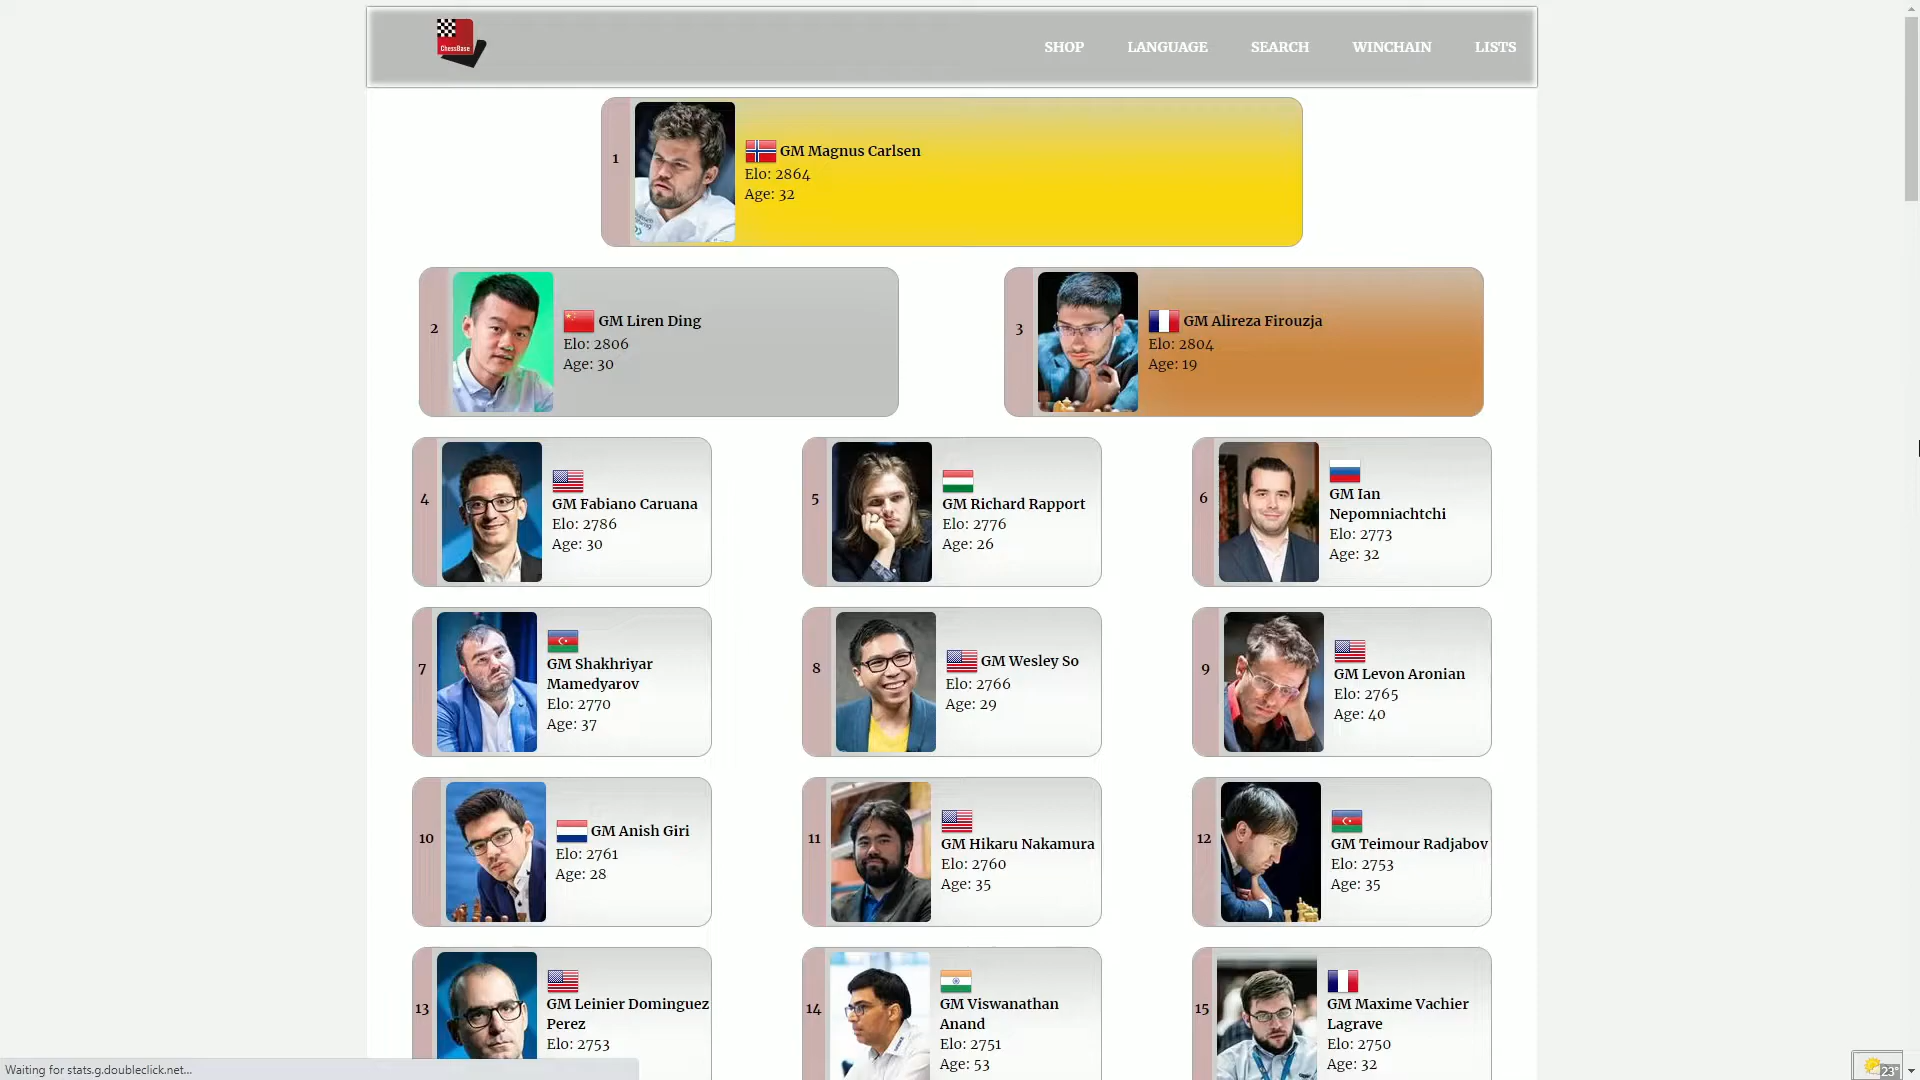 ChessBase
SHOP
LANGUAGE
SEARCH
WINCHAIN
LISTS
1
GM Magnus Carlsen
Elo: 2864
Age: 32
2
GM Liren Ding
Elo: 2806
Age: 30
3
GM Alireza Firouzja
Elo: 2804
Age: 19
4
GM Fabiano Caruana
Elo: 2786
Age: 30
5
GM Richard Rapport
Elo: 2776
Age: 26
6
GM Ian
Nepomniachtchi
Elo: 2773
Age: 32
7
GM Shakhriyar
Mamedyarov
Elo: 2770
Age: 37
8
GM Wesley So
Elo: 2766
Age: 29
9
GM Levon Aronian
Elo: 2765
Age: 40
10
GM Anish Giri
Elo: 2761
Age: 28
11
GM Hikaru Nakamura
Elo: 2760
Age: 35
12
GM Teimour Radjabov
Elo: 2753
Age: 35
13
GM Leinier Dominguez
Perez
Elo: 2753
14
GM Viswanathan
Anand
Elo: 2751
Age: 53
15
GM Maxime Vachier
Lagrave
Elo: 2750
Age: 32
Waiting for stats.g.doubleclick.net...
23°